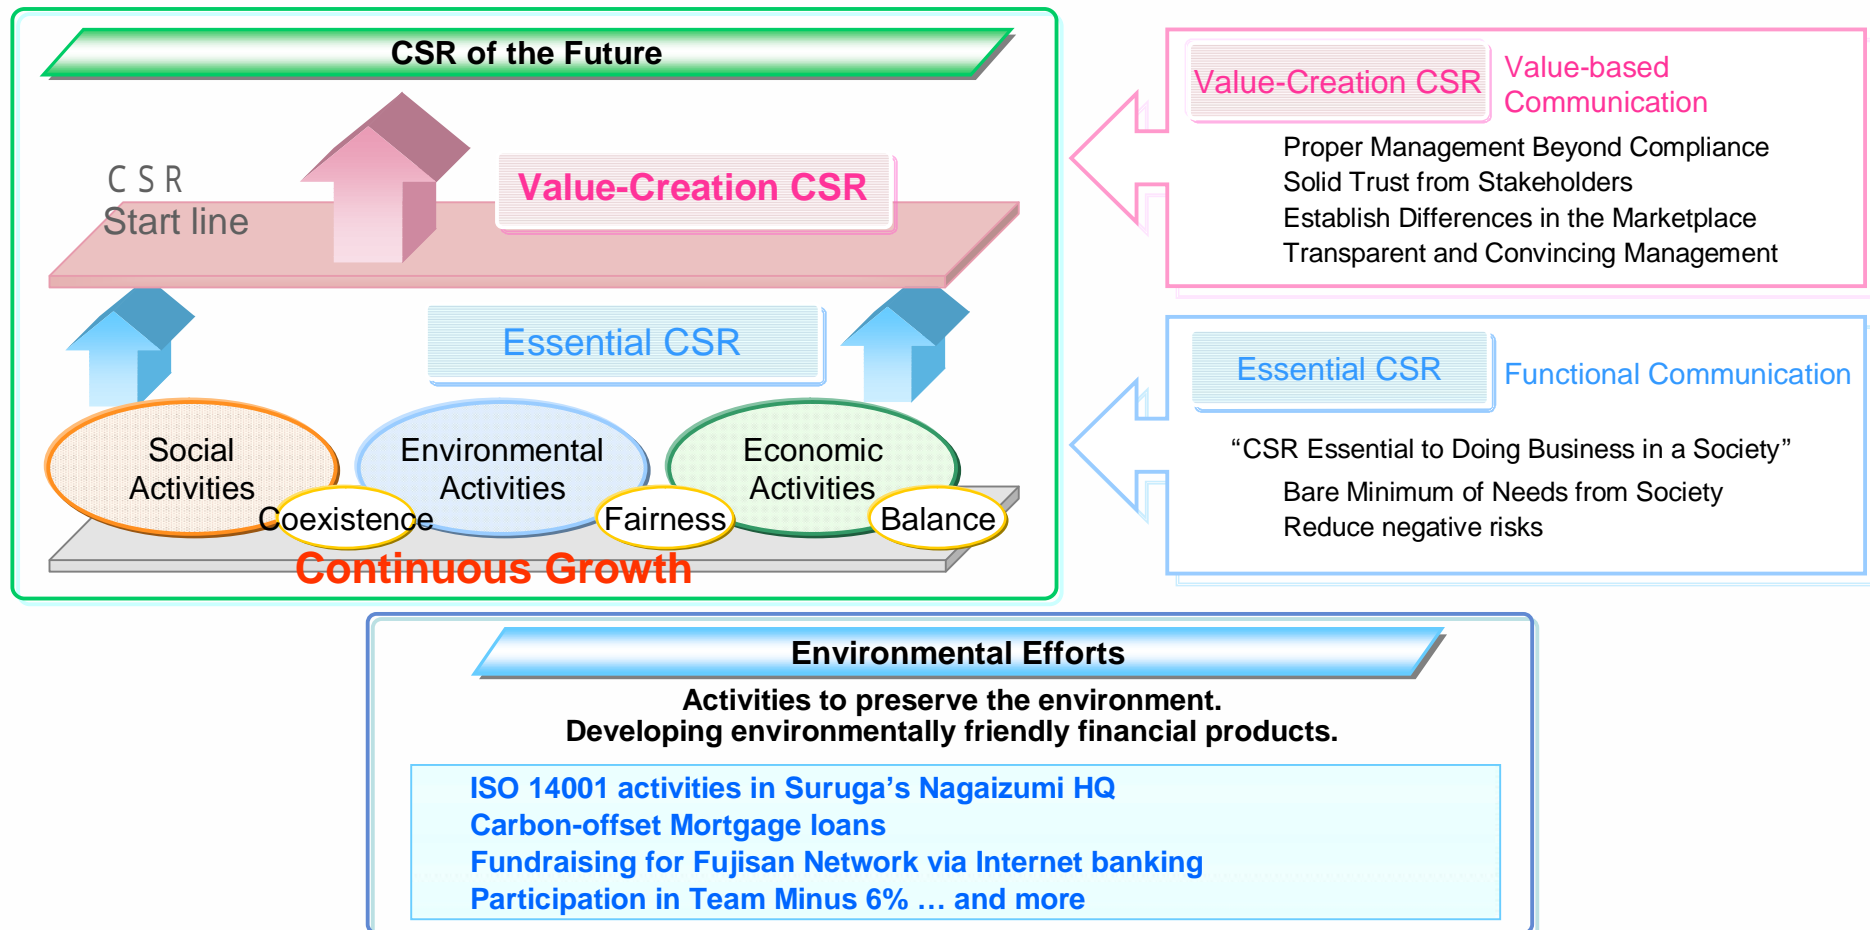 CSR of the Future
CSR
Start line
Value-Creation CSR
Essential CSR
Social
Activities
Environmental
Activities
Economic
Activities
Coexistence
Fairness
Balance
Continuous Growth
Value-Creation CSR
Value-based
Communication
Proper Management Beyond Compliance
Solid Trust from Stakeholders
Establish Differences in the Marketplace
Transparent and Convincing Management
Essential CSR
Functional Communication
“CSR Essential to Doing Business in a Society”
Bare Minimum of Needs from Society
Reduce negative risks
Environmental Efforts
Activities to preserve the environment.
Developing environmentally friendly financial products.
ISO 14001 activities in Suruga’s Nagaizumi HQ
Carbon-offset Mortgage loans
Fundraising for Fujisan Network via Internet banking
Participation in Team Minus 6% … and more